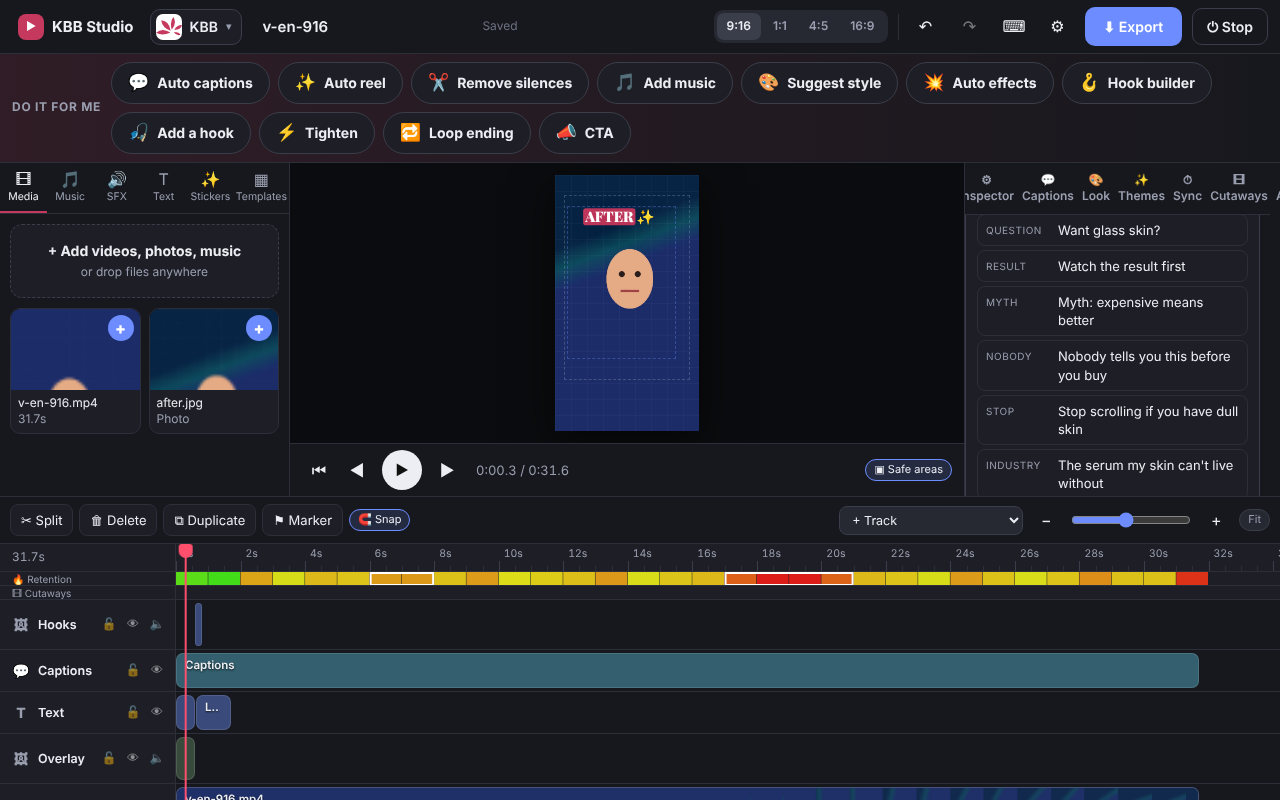 KBB Studio
KBB
v-en-916
Saved
9:16
1:1
4:5
16:9
Export
Stop
DO IT FOR ME
Auto captions
Auto reel
Remove silences
Add music
Suggest style
Auto effects
Hook builder
Add a hook
Tighten
Loop ending
CTA
Media
Music
SFX
Text
Stickers
Templates
+ Add videos, photos, music
or drop files anywhere
v-en-916.mp4
31.7s
after.jpg
Photo
AFTER
0:00.3 / 0:31.6
Safe areas
nspector
Captions
Look
Themes
Sync
Cutaways
QUESTION
Want glass skin?
RESULT
Watch the result first
MYTH
Myth: expensive means
better
NOBODY
Nobody tells you this before
you buy
STOP
Stop scrolling if you have dull
skin
INDUSTRY
The serum my skin can't live
without
Split
Delete
Duplicate
Marker
Snap
+ Track
Fit
31.7s
2s
4s
6s
8s
10s
12s
14s
16s
18s
20s
22s
24s
26s
28s
30s
32s
Retention
Cutaways
Hooks
Captions
Captions
Text
L..
Overlay
v-en-916.mp4